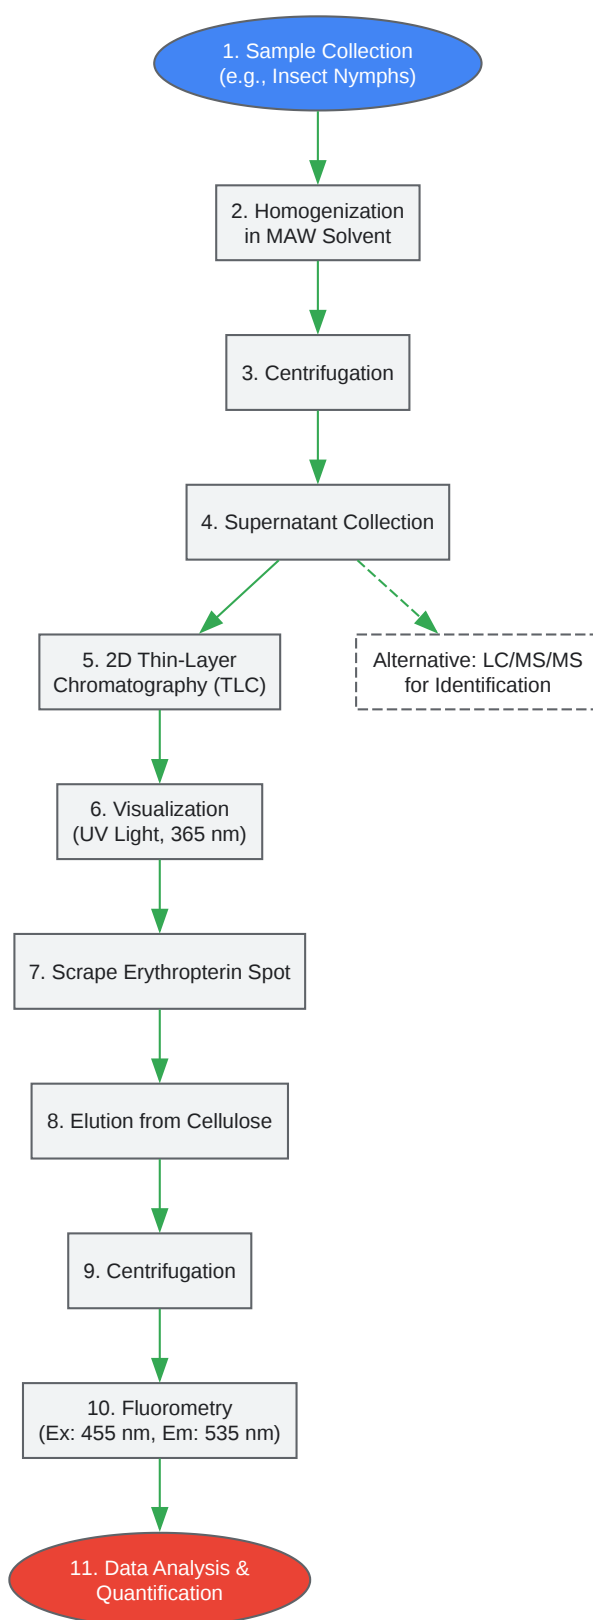 1. Sample Collection
(e.g., Insect Nymphs)
2. Homogenization
in MAW Solvent
3. Centrifugation
4. Supernatant Collection
5. 2D Thin-Layer
Chromatography (TLC)
Alternative: LC/MS/MS
for Identification
6. Visualization
(UV Light, 365 nm)
7. Scrape Erythropterin Spot
8. Elution from Cellulose
9. Centrifugation
10. Fluorometry
(Ex: 455 nm, Em: 535 nm)
11. Data Analysis &
Quantification